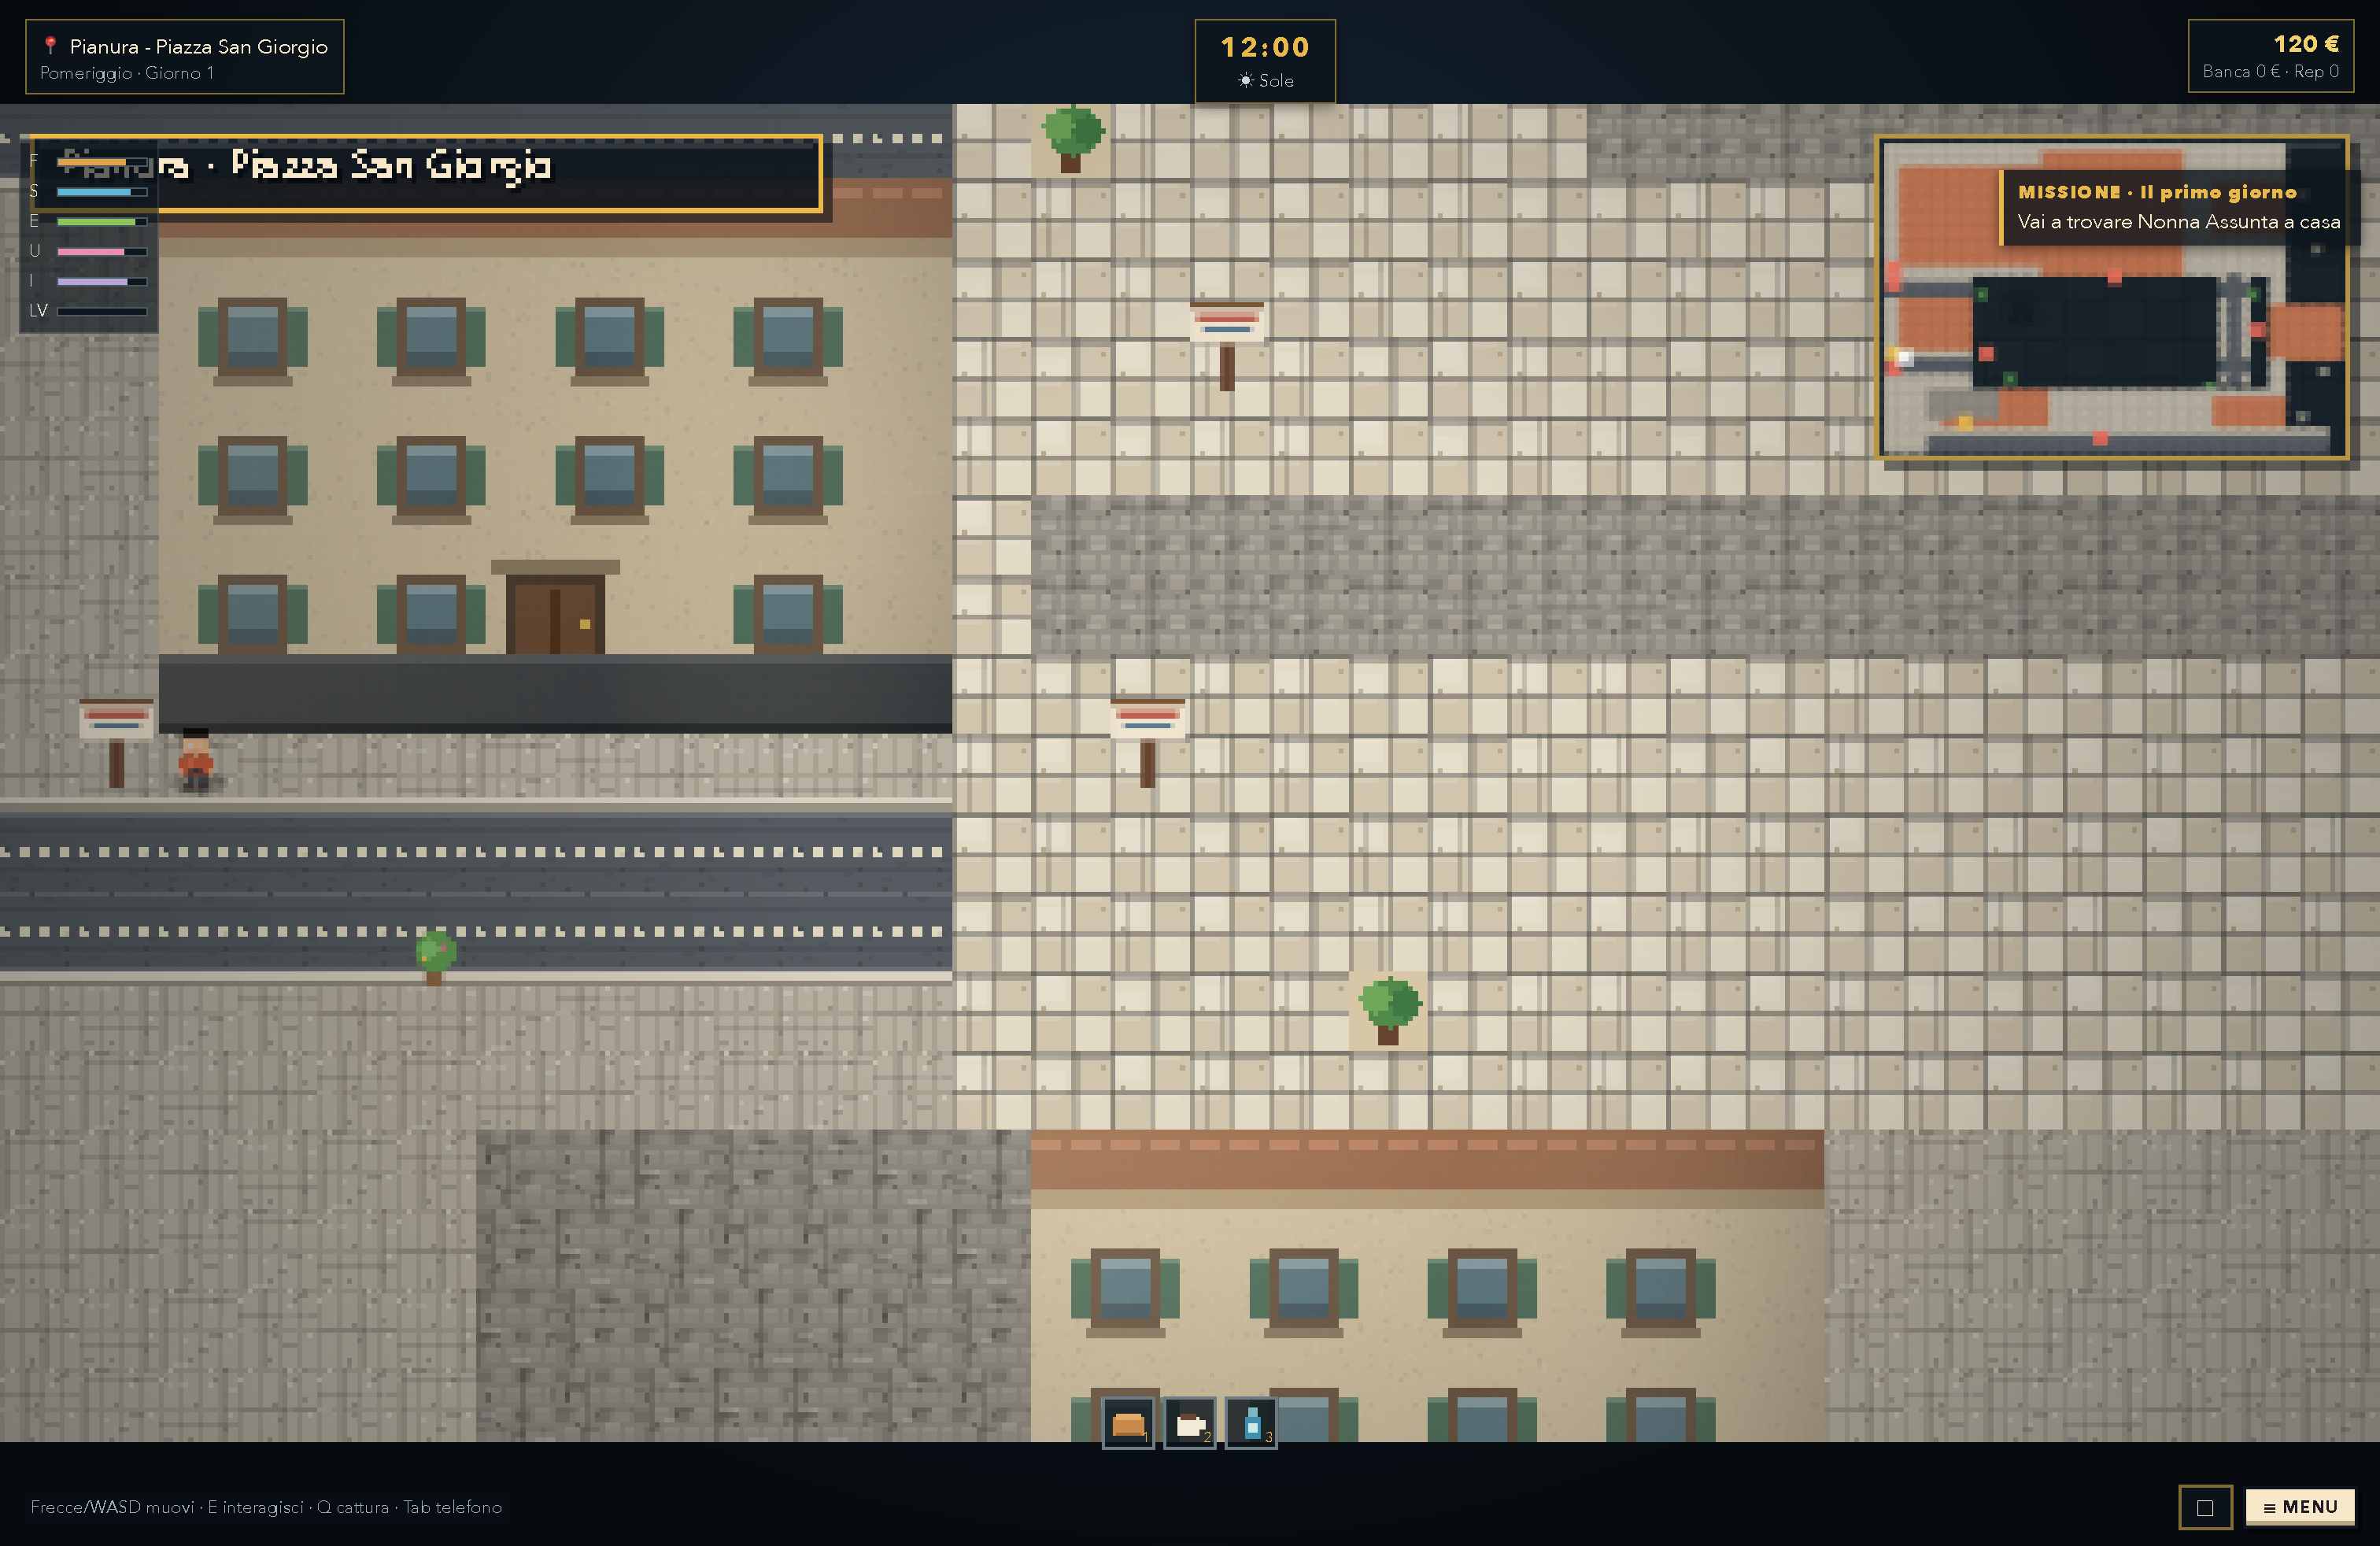 Pianura - Piazza San Giorgio
Pomeriggio · Giorno 1
12:00
☀ Sole
120 €
Banca 0 € · Rep 0
Pianura · Piazza San Giorgio
F
S
E
U
I
LV
MISSIONE · Il primo giorno
Vai a trovare Nonna Assunta a casa
1
2
3
Frecce/WASD muovi · E interagisci · Q cattura · Tab telefono
≡ MENU